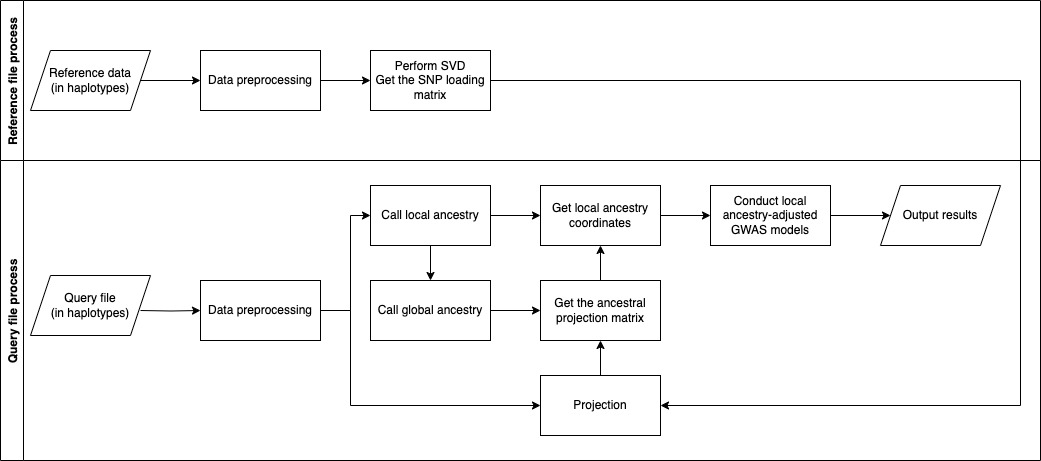 Reference file process
Reference data
(in haplotypes)
Data preprocessing
Perform SVD
Get the SNP loading
matrix
Query file process
Query file
(in haplotypes)
Data preprocessing
Call local ancestry
Get local ancestry
coordinates
Conduct local
ancestry-adjusted
GWAS models
Output results
Call global ancestry
Get the ancestral
projection matrix
Projection